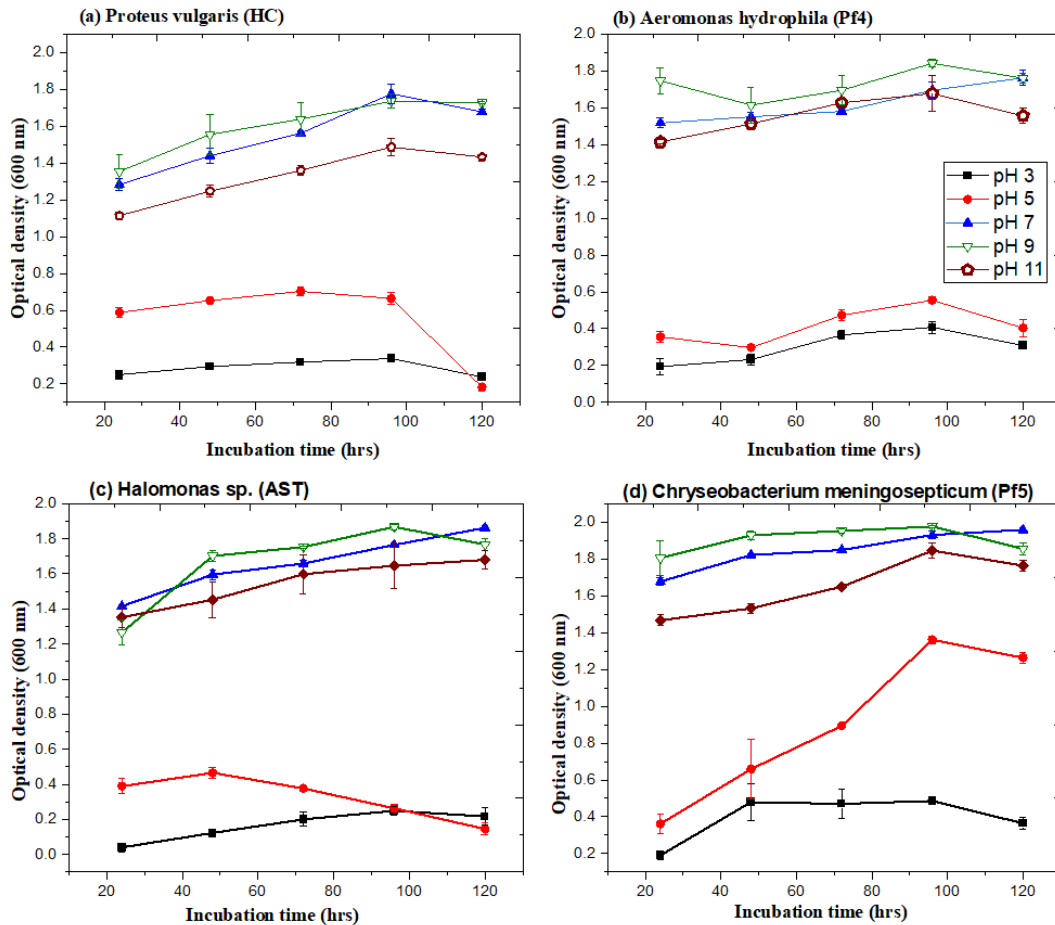 (a) Proteus vulgaris (HC)
2.0
1.8
1.6
1.4
1.2
1.0
0.8
0.6
0.4
0.2
Optical density (600 nm)
20 40 60 80 100 120
Incubation time (hrs)
(b) Aeromonas hydrophila (Pf4)
2.0
1.8
1.6
1.4
1.2
1.0
0.8
0.6
0.4
0.2
0.0
Optical density (600 nm)
20 40 60 80 100 120
Incubation time (hrs)
pH 3
pH 5
pH 7
pH 9
pH 11
(c) Halomonas sp. (AST)
2.0
1.8
1.6
1.4
1.2
1.0
0.8
0.6
0.4
0.2
0.0
Optical density (600 nm)
20 40 60 80 100 120
Incubation time (hrs)
(d) Chryseobacterium meningosepticum (Pf5)
2.0
1.8
1.6
1.4
1.2
1.0
0.8
0.6
0.4
0.2
Optical density (600 nm)
20 40 60 80 100 120
Incubation time (hrs)